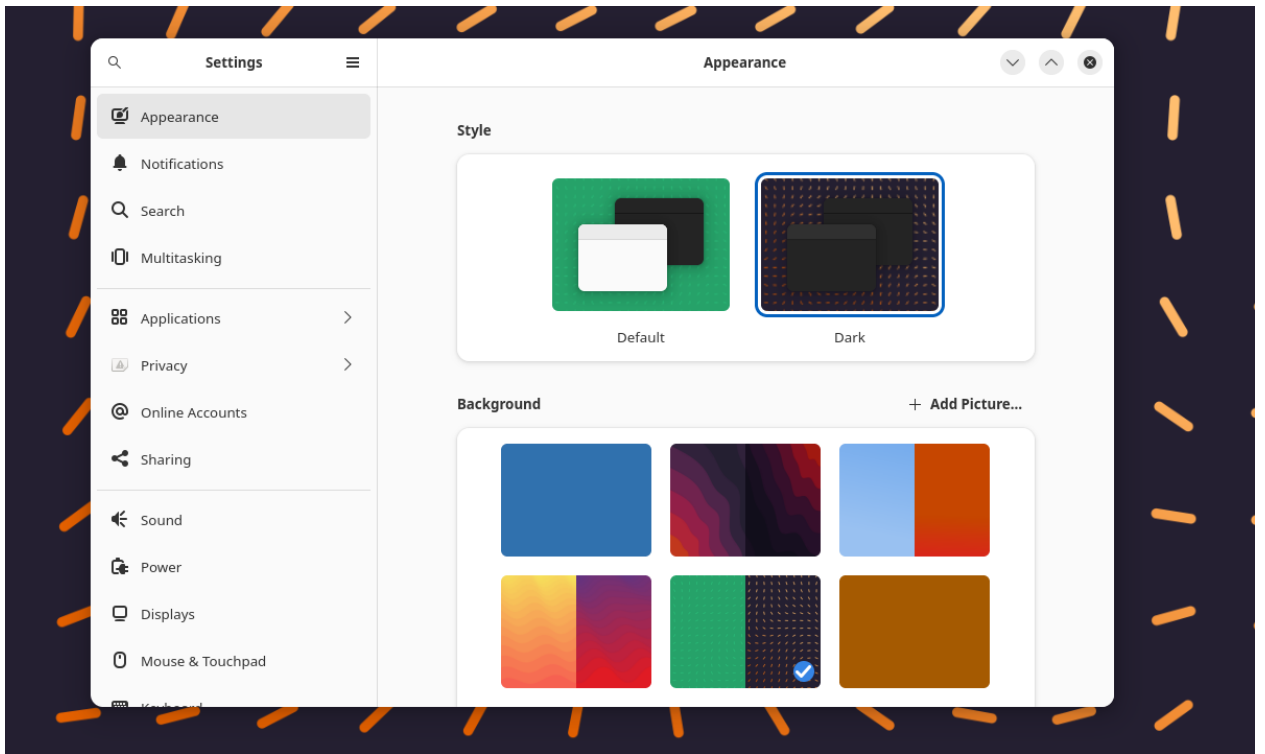 Settings
Appearance
Appearance
Notifications
Search
Multitasking
Applications
Privacy
Online Accounts
Sharing
Sound
Power
Displays
Mouse & Touchpad
Keyboard
Style
Default
Dark
Background
+ Add Picture...